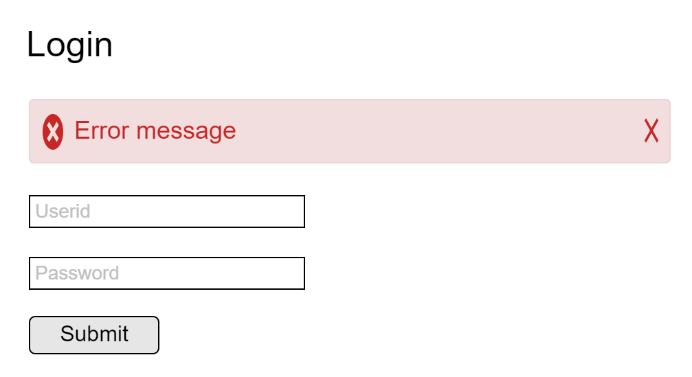 Login
Error message
Userid
Password
Submit